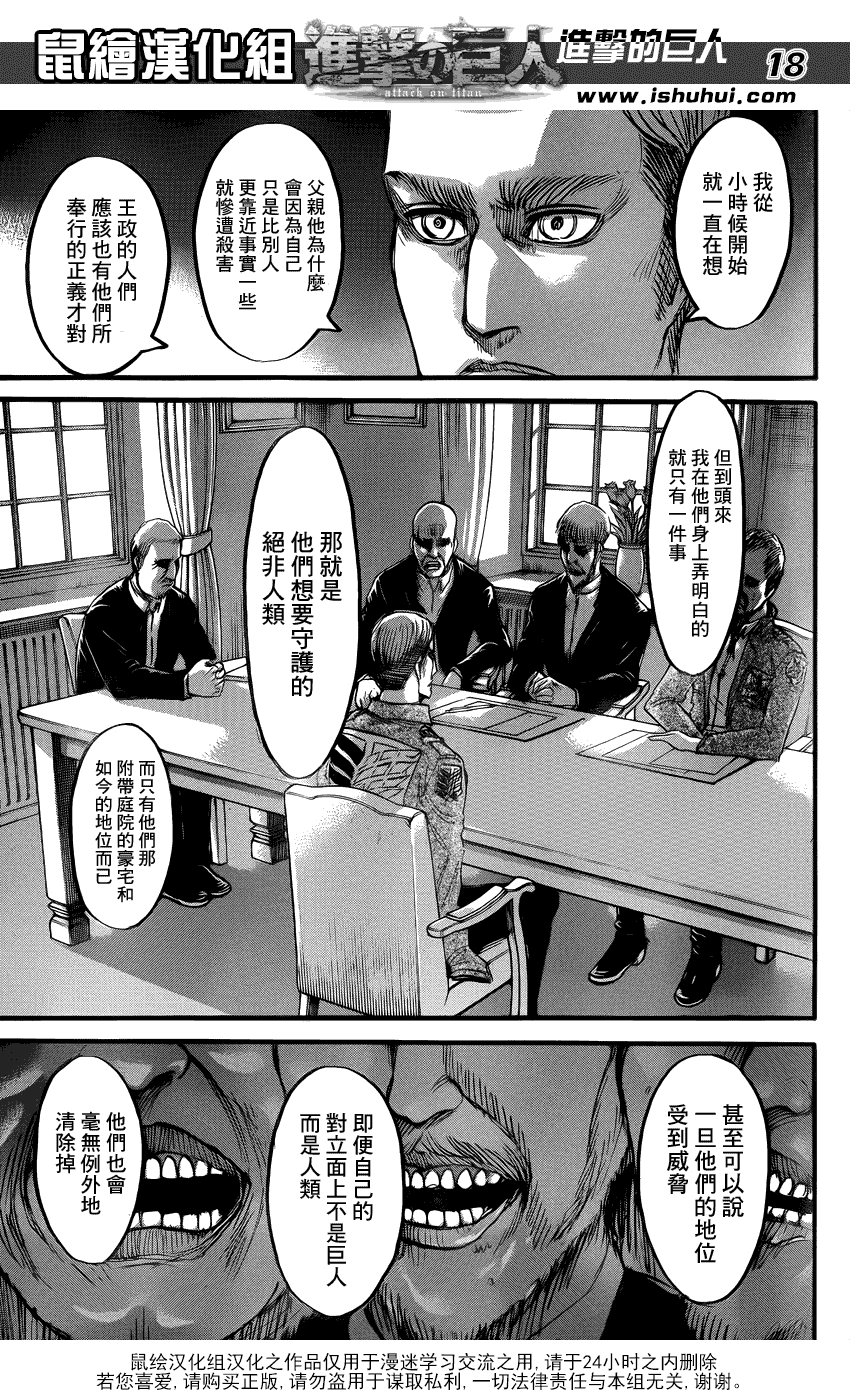 鼠繪漢化組
進撃の巨人
attack on titan
進擊的巨人
18
www.ishuhui.com
我從
小時候開始
就一直在想
父親他為什麼
會因為自己
只是比別人
更靠近事實一些
就慘遭殺害
王政的人們
應該也有他們所
奉行的正義才對
但到頭來
我在他們身上弄明白的
就只有一件事
那就是
他們想要守護的
絕非人類
而只有他們那
附帶庭院的豪宅和
如今的地位而已
甚至可以說
一旦他們的地位
受到威脅
即便自己的
對立面上不是巨人
而是人類
他們也會
毫無例外地
清除掉
鼠绘汉化组汉化之作品仅用于漫迷学习交流之用,请于24小时之内删除
若您喜爱,请购买正版,请勿盗用于谋取私利,一切法律责任与本组无关,谢谢。